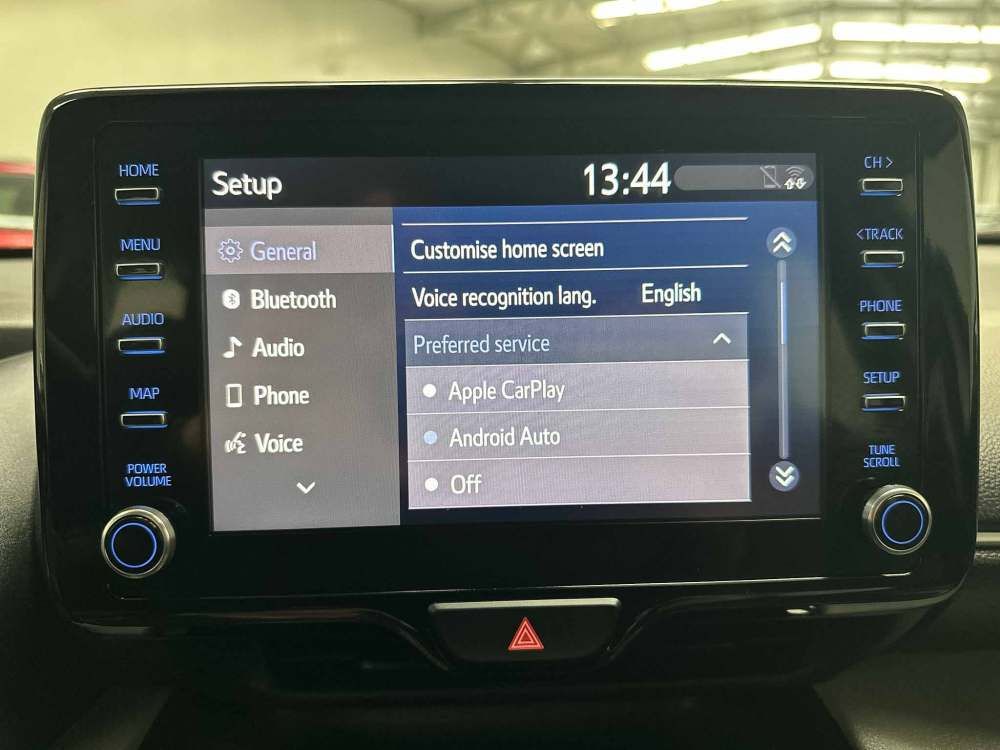 HOME
MENU
AUDIO
MAP
POWER
VOLUME
Setup
13:44
General
Bluetooth
Audio
Phone
Voice
Customise home screen
Voice recognition lang. English
Preferred service
Apple CarPlay
Android Auto
Off
CH >
<TRACK
PHONE
SETUP
TUNE
SCROLL